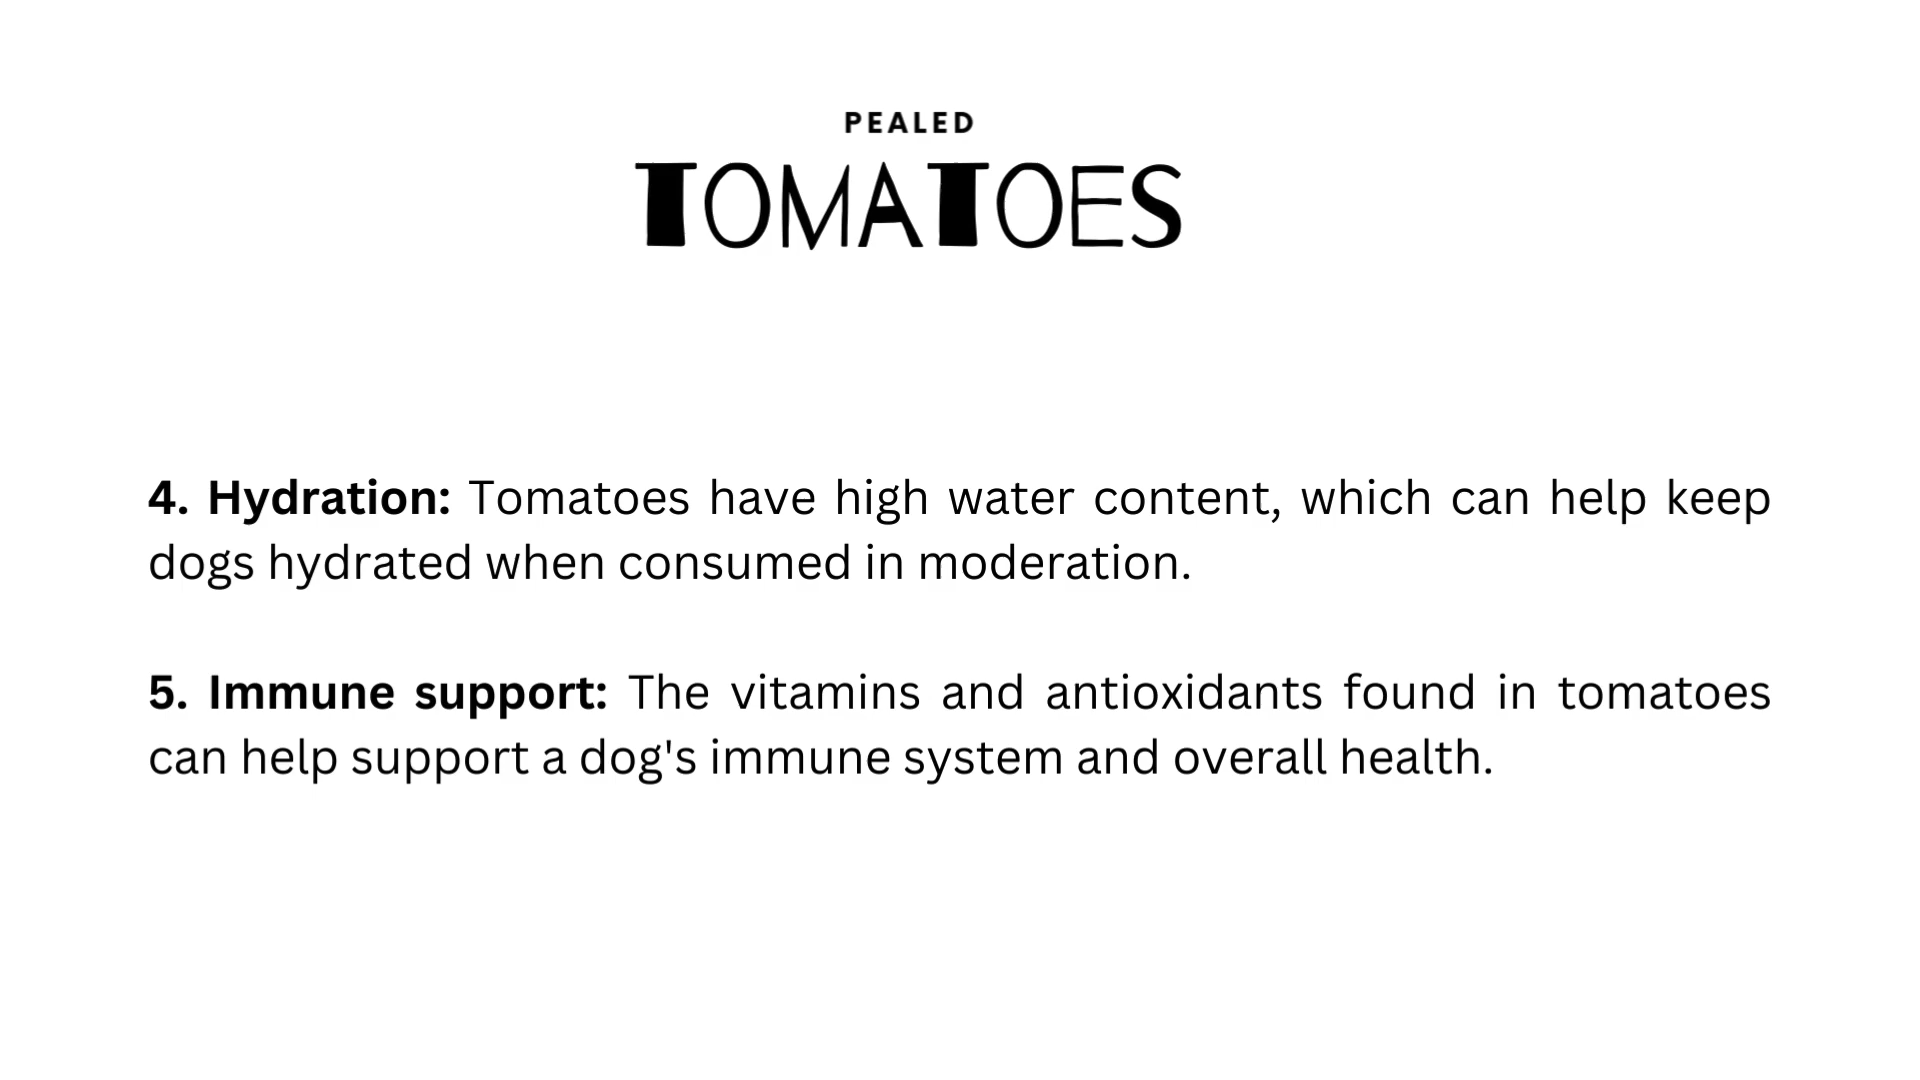 PEALED
TOMATOES
4. Hydration: Tomatoes have high water content, which can help keep
dogs hydrated when consumed in moderation.
5. Immune support: The vitamins and antioxidants found in tomatoes
can help support a dog's immune system and overall health.